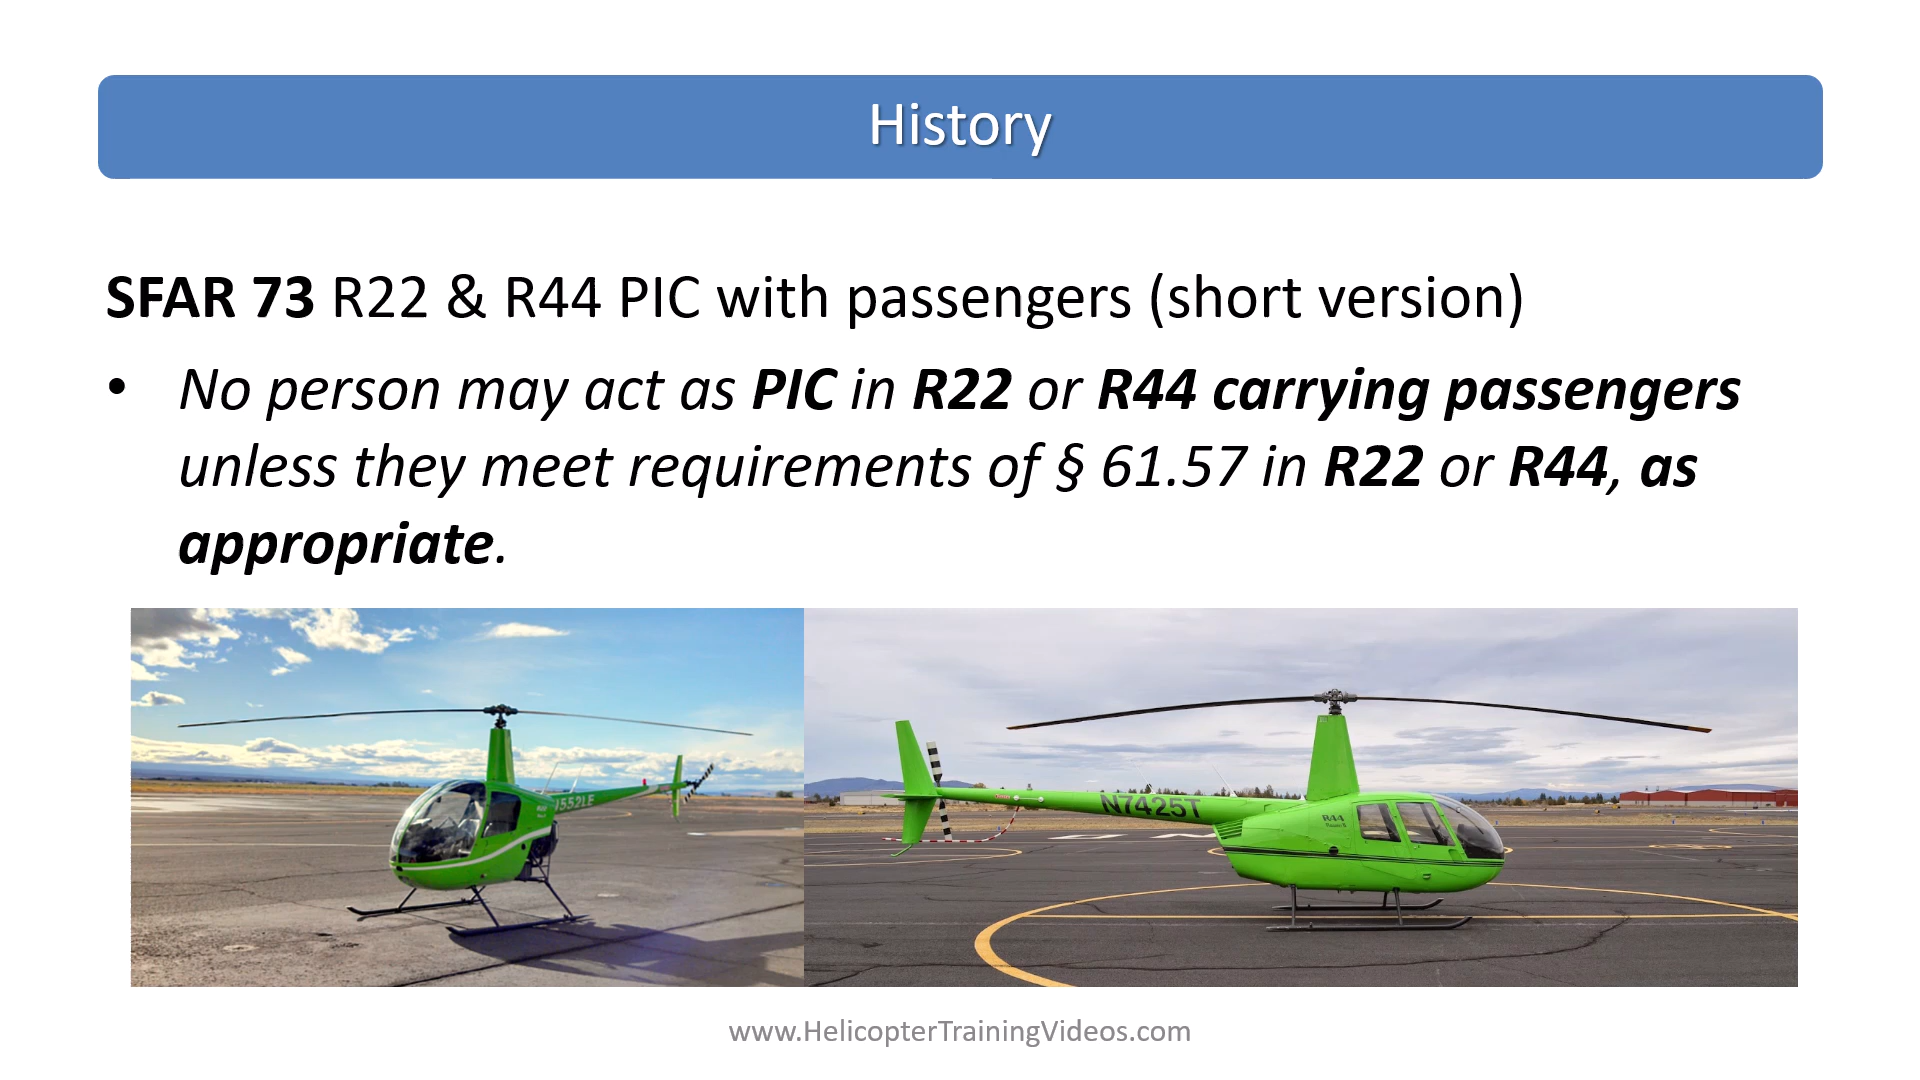 History
SFAR 73 R22 & R44 PIC with passengers (short version)
• No person may act as PIC in R22 or R44 carrying passengers
unless they meet requirements of § 61.57 in R22 or R44, as
appropriate.
552LE
N7425T
R44
www.HelicopterTrainingVideos.com